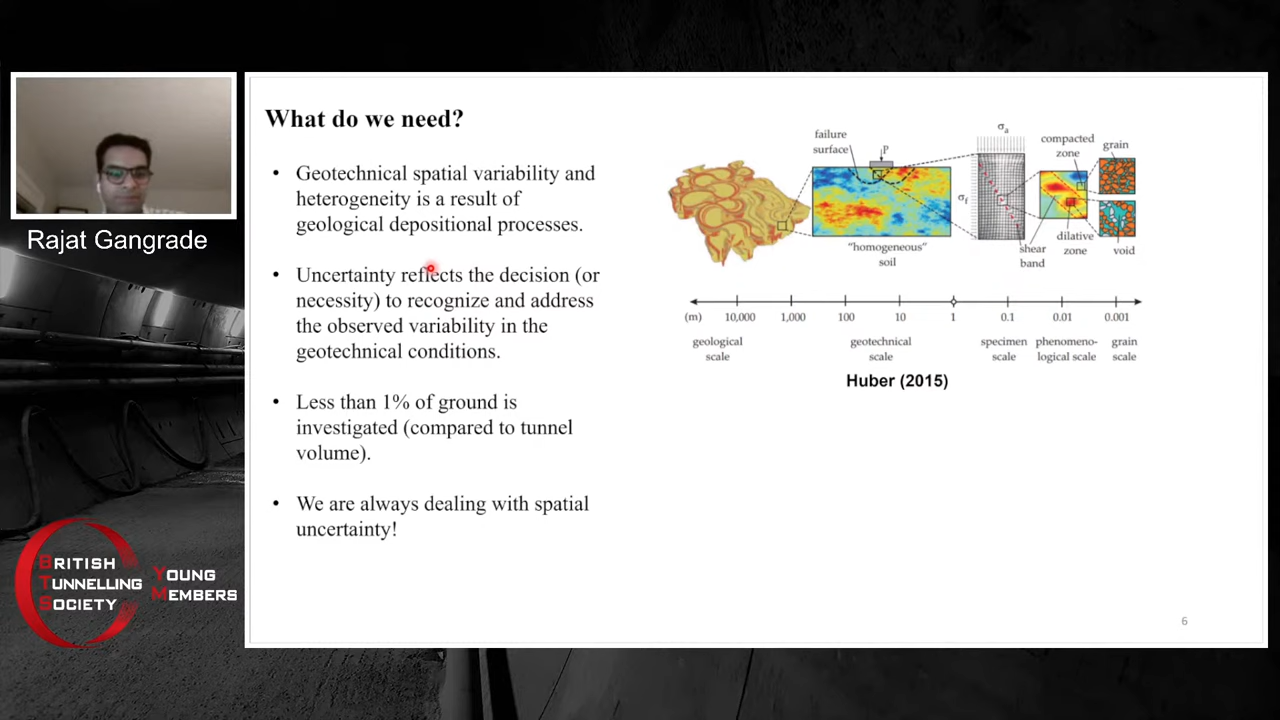 What do we need?
• Geotechnical spatial variability and
heterogeneity is a result of
geological depositional processes.
• Uncertainty reflects the decision (or
necessity) to recognize and address
the observed variability in the
geotechnical conditions.
• Less than 1% of ground is
investigated (compared to tunnel
volume).
• We are always dealing with spatial
uncertainty!
failure
surface
P
"homogeneous"
soil
σa
σf
compacted
zone
grain
shear
band
dilative
zone
void
(m) 10,000 1,000 100 10 1 0.1 0.01 0.001
geological
scale
geotechnical
scale
specimen
scale
phenomeno-
logical scale
grain
scale
Huber (2015)
6
Rajat Gangrade
BRITISH
TUNNELLING
SOCIETY
YOUNG
MEMBERS